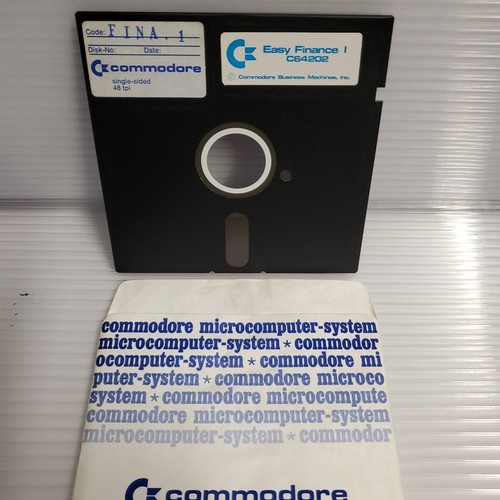 Code: FINA.1
Disk-No: Date:
commodore
single-sided
48 tpi
Easy Finance I
C64202
© Commodore Business Machines, Inc.
commodore microcomputer-system
microcomputer-system * commodor
ocomputer-system * commodore mi
puter-system * commodore microco
system * commodore microcompute
commodore microcomputer-system
microcomputer-system * commodor
commodore